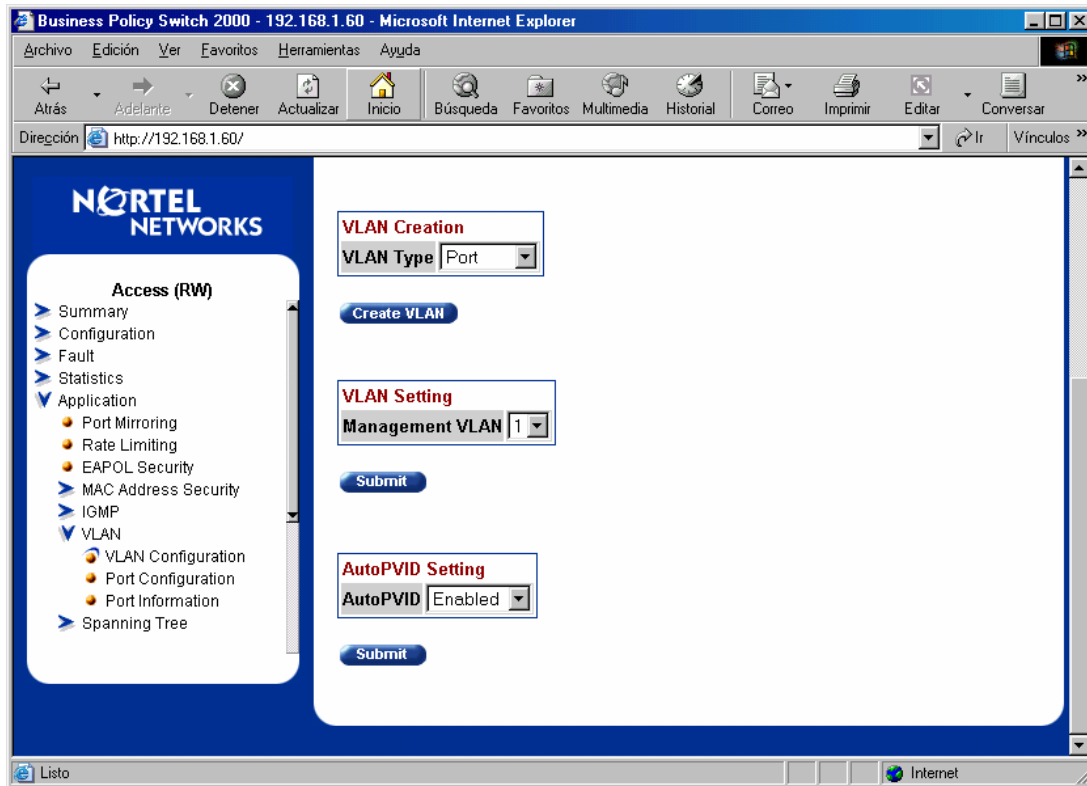 Business Policy Switch 2000 - 192.168.1.60 - Microsoft Internet Explorer
Archivo Edición Ver Favoritos Herramientas Ayuda
Atrás Adelante Detener Actualizar Inicio Búsqueda Favoritos Multimedia Historial Correo Imprimir Editar Conversar
Dirección http://192.168.1.60/ Ir Vínculos
NORTEL
NETWORKS
Access (RW)
Summary
Configuration
Fault
Statistics
Application
Port Mirroring
Rate Limiting
EAPOL Security
MAC Address Security
IGMP
VLAN
VLAN Configuration
Port Configuration
Port Information
Spanning Tree
VLAN Creation
VLAN Type Port
Create VLAN
VLAN Setting
Management VLAN 1
Submit
AutoPVID Setting
AutoPVID Enabled
Submit
Listo Internet